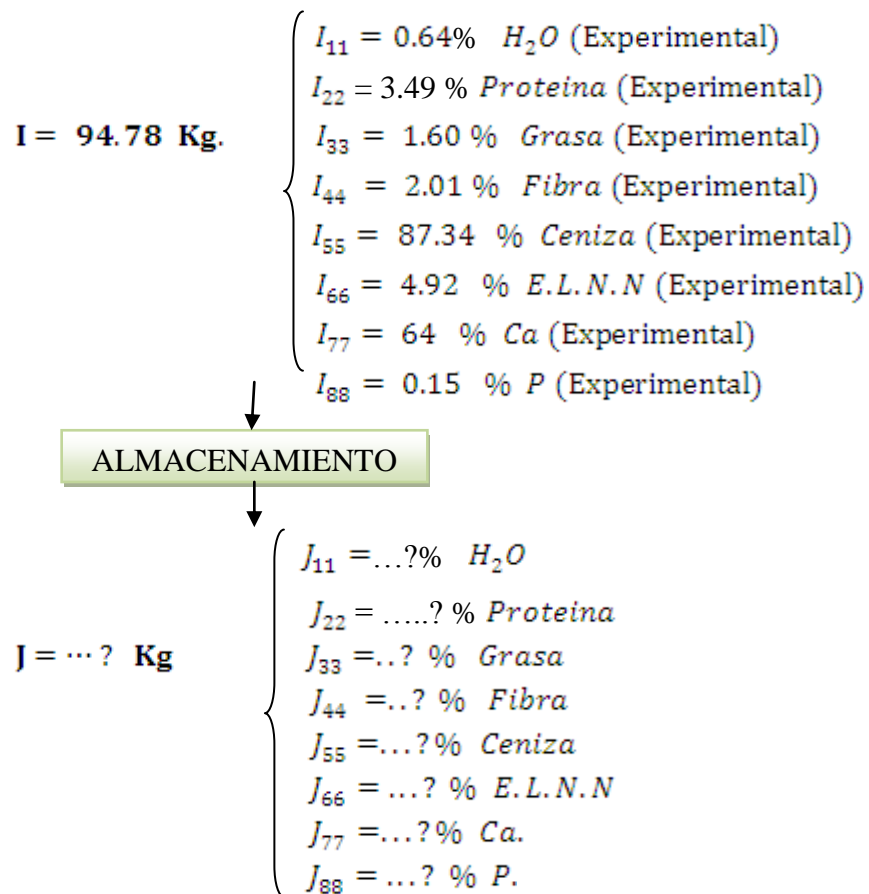 I₁₁ = 0.64% H₂O (Experimental)
I₂₂ = 3.49 % Proteina (Experimental)
I = 94.78 Kg.
I₃₃ = 1.60 % Grasa (Experimental)
I₄₄ = 2.01 % Fibra (Experimental)
I₅₅ = 87.34 % Ceniza (Experimental)
I₆₆ = 4.92 % E.L.N.N (Experimental)
I₇₇ = 64 % Ca (Experimental)
I₈₈ = 0.15 % P (Experimental)
ALMACENAMIENTO
J₁₁ =…?% H₂O
J₂₂ = …..? % Proteina
J = ⋯ ? Kg
J₃₃ =..? % Grasa
J₄₄ =..? % Fibra
J₅₅ =...?% Ceniza
J₆₆ = ...? % E.L.N.N
J₇₇ =...?% Ca.
J₈₈ = ...? % P.